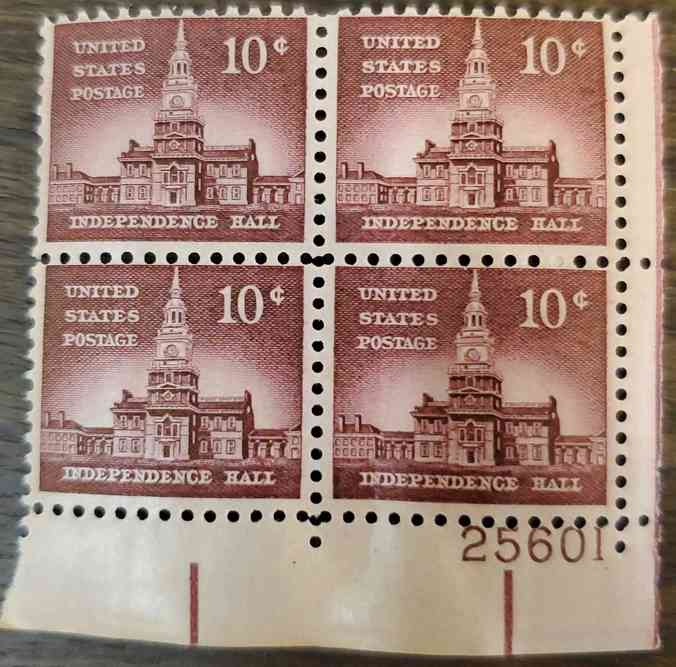 UNITED
STATES
POSTAGE
10¢
INDEPENDENCE HALL
UNITED
STATES
POSTAGE
10¢
INDEPENDENCE HALL
UNITED
STATES
POSTAGE
10¢
INDEPENDENCE HALL
UNITED
STATES
POSTAGE
10¢
INDEPENDENCE HALL
25601